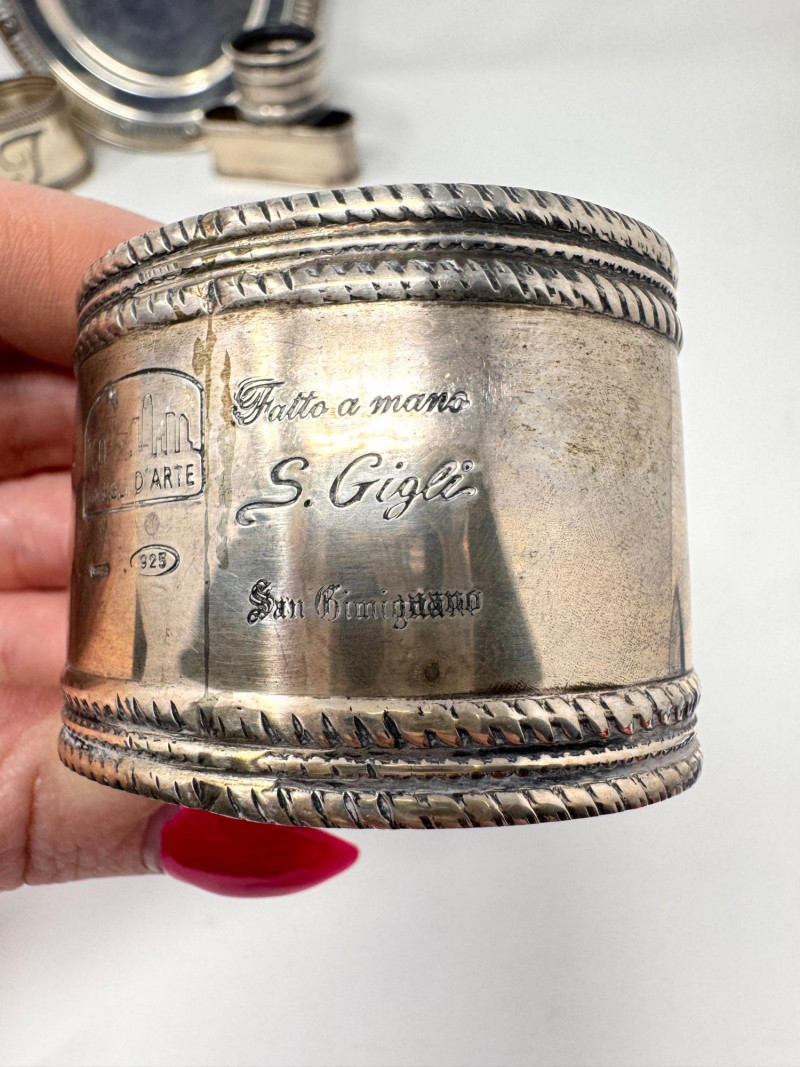 D'ARTE
925
Fatto a mano
S. Gigli
San Gimignano
J